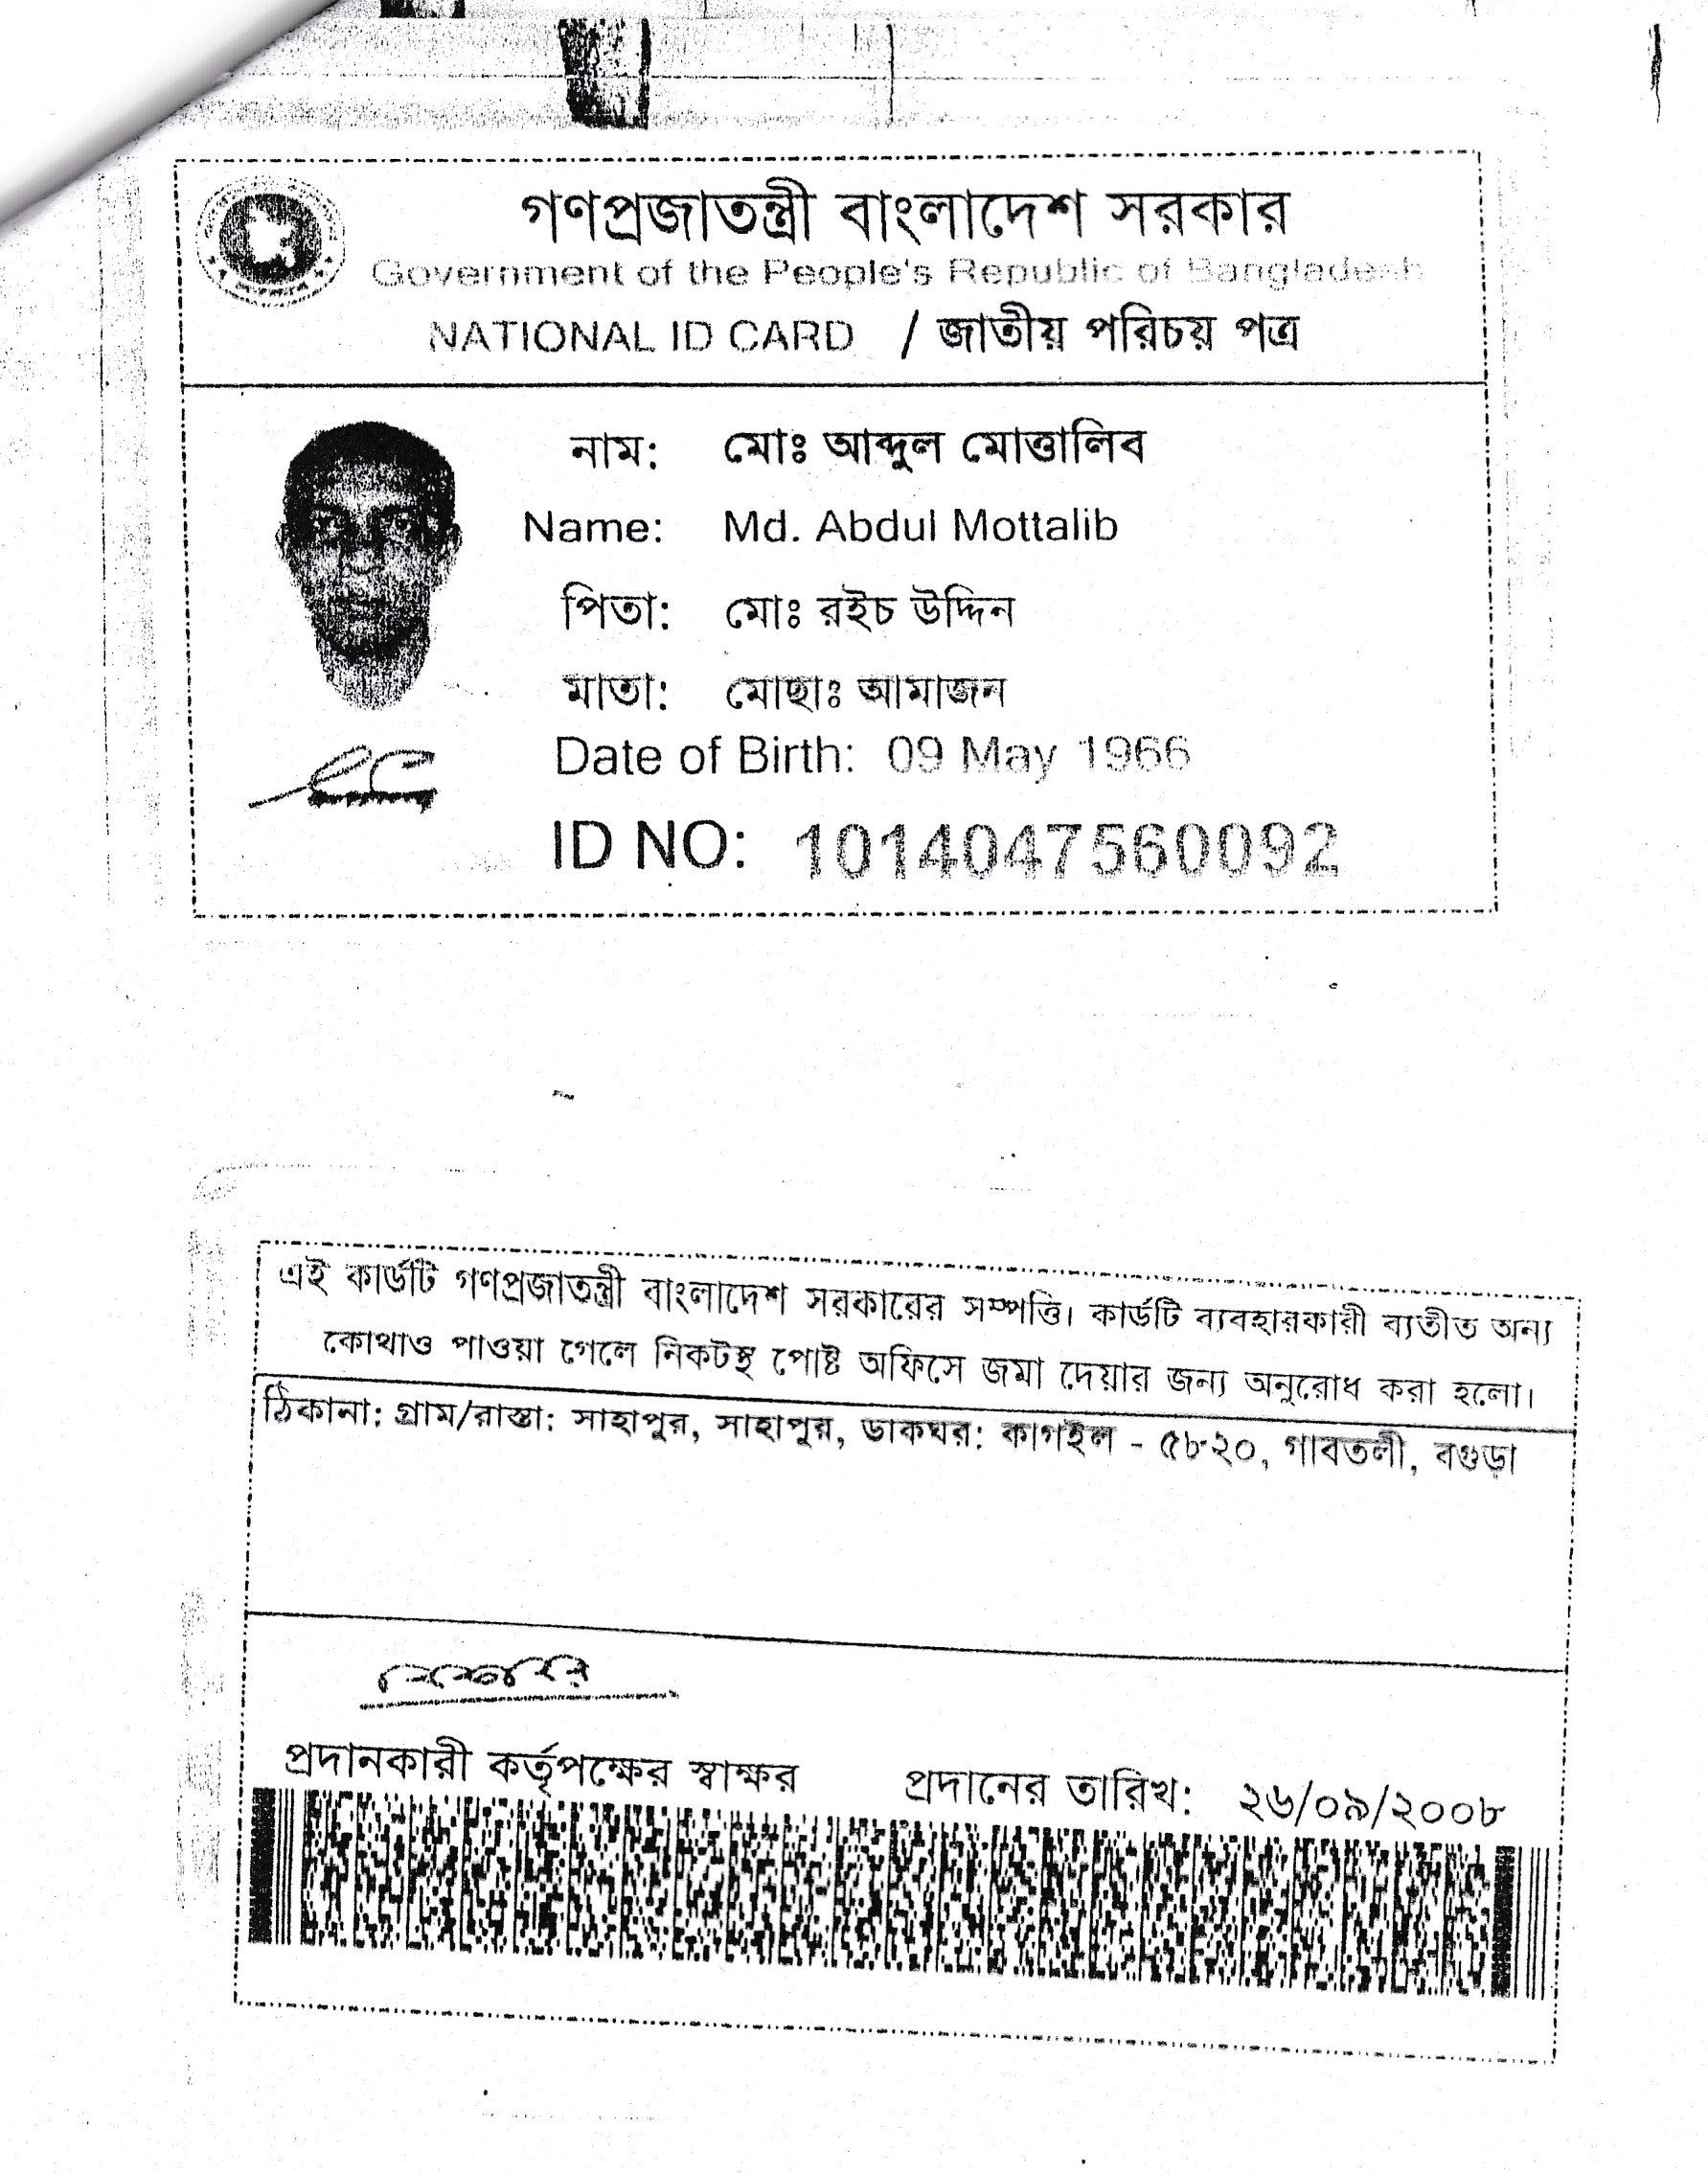 গণপ্রজাতন্ত্রী বাংলাদেশ সরকার
Government of the People's Republic of Bangladesh
NATIONAL ID CARD / জাতীয় পরিচয় পত্র
নাম: মোঃ আব্দুল মোত্তালিব
Name: Md. Abdul Mottalib
পিতা: মোঃ রইচ উদ্দিন
মাতা: মোছাঃ আমাজন
Date of Birth: 09 May 1966
ID NO: 1014047560092
এই কার্ডটি গণপ্রজাতন্ত্রী বাংলাদেশ সরকারের সম্পত্তি। কার্ডটি ব্যবহারকারী ব্যতীত অন্য
কোথাও পাওয়া গেলে নিকটস্থ পোষ্ট অফিসে জমা দেয়ার জন্য অনুরোধ করা হলো।
ঠিকানা: গ্রাম/রাস্তা: সাহাপুর, সাহাপুর, ডাকঘর: কাগইল - ৫৮২০, গাবতলী, বগুড়া
প্রদানকারী কর্তৃপক্ষের স্বাক্ষর প্রদানের তারিখ: ২৬/০৯/২০০৮